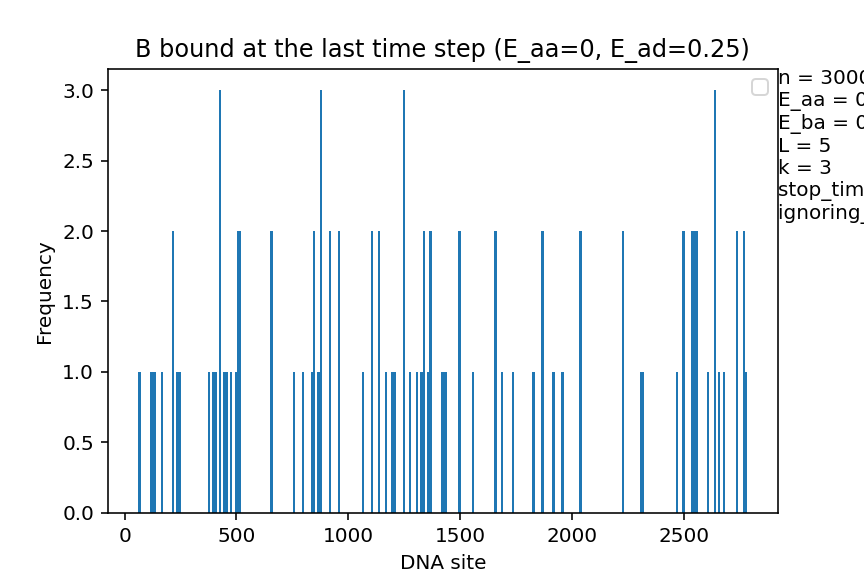 B bound at the last time step (E_aa=0, E_ad=0.25)
n = 3000
E_aa = 0
E_ba = 0
L = 5
k = 3
stop_tim
ignoring_
3.0
2.5
2.0
1.5
1.0
0.5
0.0
Frequency
0 500 1000 1500 2000 2500
DNA site